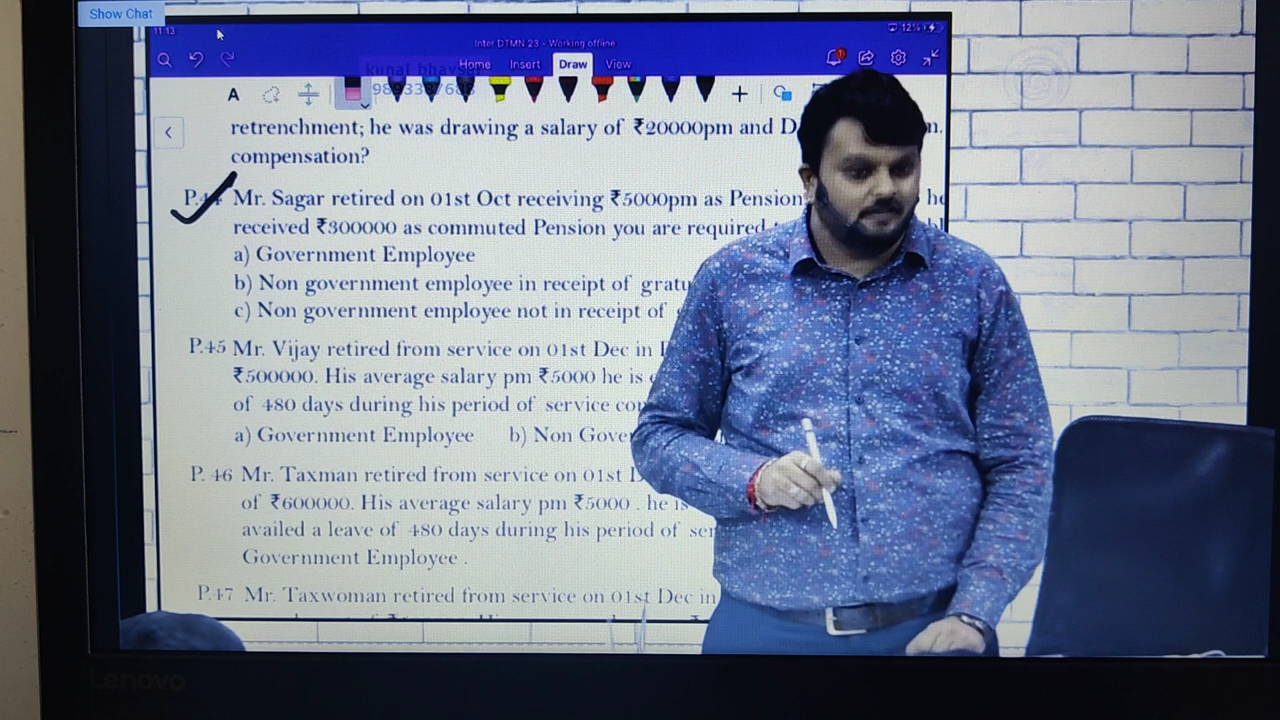 Show Chat
11:13
12%
Inter DTMN 23 - Working offline
Home Insert Draw View
kunal bhavsar
A
retrenchment; he was drawing a salary of ₹20000pm and D
compensation?
Mr. Sagar retired on 01st Oct receiving ₹5000pm as Pension
received ₹300000 as commuted Pension you are required
a) Government Employee
b) Non government employee in receipt of
c) Non government employee not in receipt of
P.45 Mr. Vijay retired from service on 01st Dec in
₹500000. His average salary pm ₹5000 he is
of 480 days during his period of service
a) Government Employee b) Non
P. 46 Mr. Taxman retired from service on 01st
of ₹600000. His average salary pm ₹5000 . he is
availed a leave of 480 days during his period of
Government Employee .
P.47 Mr. Taxwoman retired from service on 01st Dec in
Lenovo